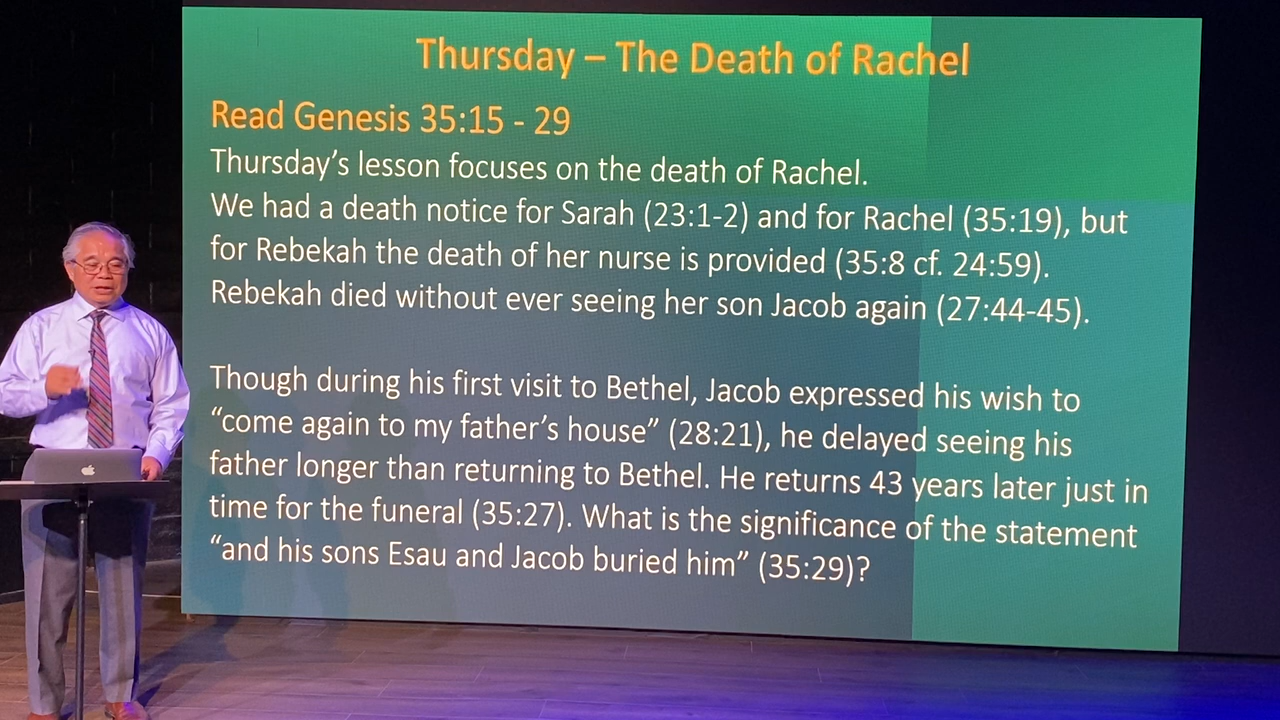 Thursday – The Death of Rachel
Read Genesis 35:15 - 29
Thursday’s lesson focuses on the death of Rachel.
We had a death notice for Sarah (23:1-2) and for Rachel (35:19), but
for Rebekah the death of her nurse is provided (35:8 cf. 24:59).
Rebekah died without ever seeing her son Jacob again (27:44-45).
Though during his first visit to Bethel, Jacob expressed his wish to
“come again to my father’s house” (28:21), he delayed seeing his
father longer than returning to Bethel. He returns 43 years later just in
time for the funeral (35:27). What is the significance of the statement
“and his sons Esau and Jacob buried him” (35:29)?